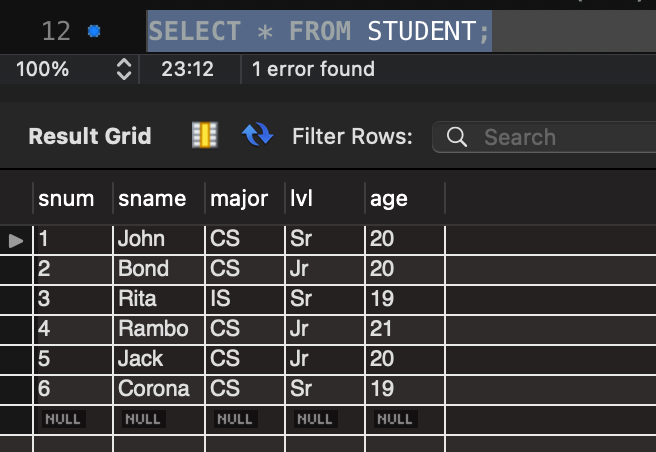 12 SELECT * FROM STUDENT;
100% 23:12 1 error found
Result Grid Filter Rows: Search
snum sname major lvl age
1 John CS Sr 20
2 Bond CS Jr 20
3 Rita IS Sr 19
4 Rambo CS Jr 21
5 Jack CS Jr 20
6 Corona CS Sr 19
NULL NULL NULL NULL NULL